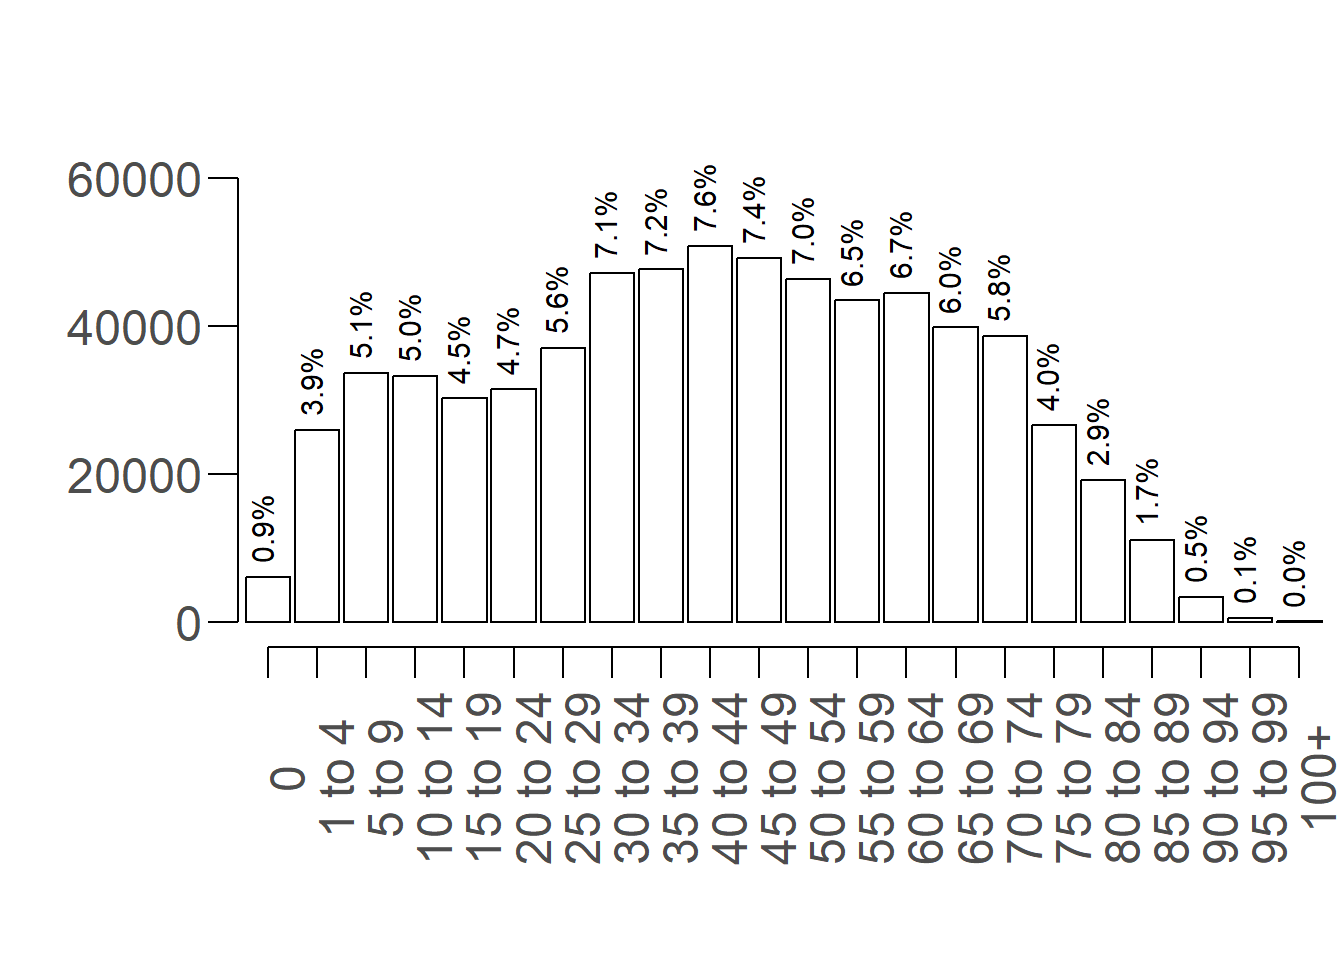 60000
40000
20000
0
0.9%
3.9%
5.1%
5.0%
4.5%
4.7%
5.6%
7.1%
7.2%
7.6%
7.4%
7.0%
6.5%
6.7%
6.0%
5.8%
4.0%
2.9%
1.7%
0.5%
0.1%
0.0%
0
1 to 4
5 to 9
10 to 14
15 to 19
20 to 24
25 to 29
30 to 34
35 to 39
40 to 44
45 to 49
50 to 54
55 to 59
60 to 64
65 to 69
70 to 74
75 to 79
80 to 84
85 to 89
90 to 94
95 to 99
100+